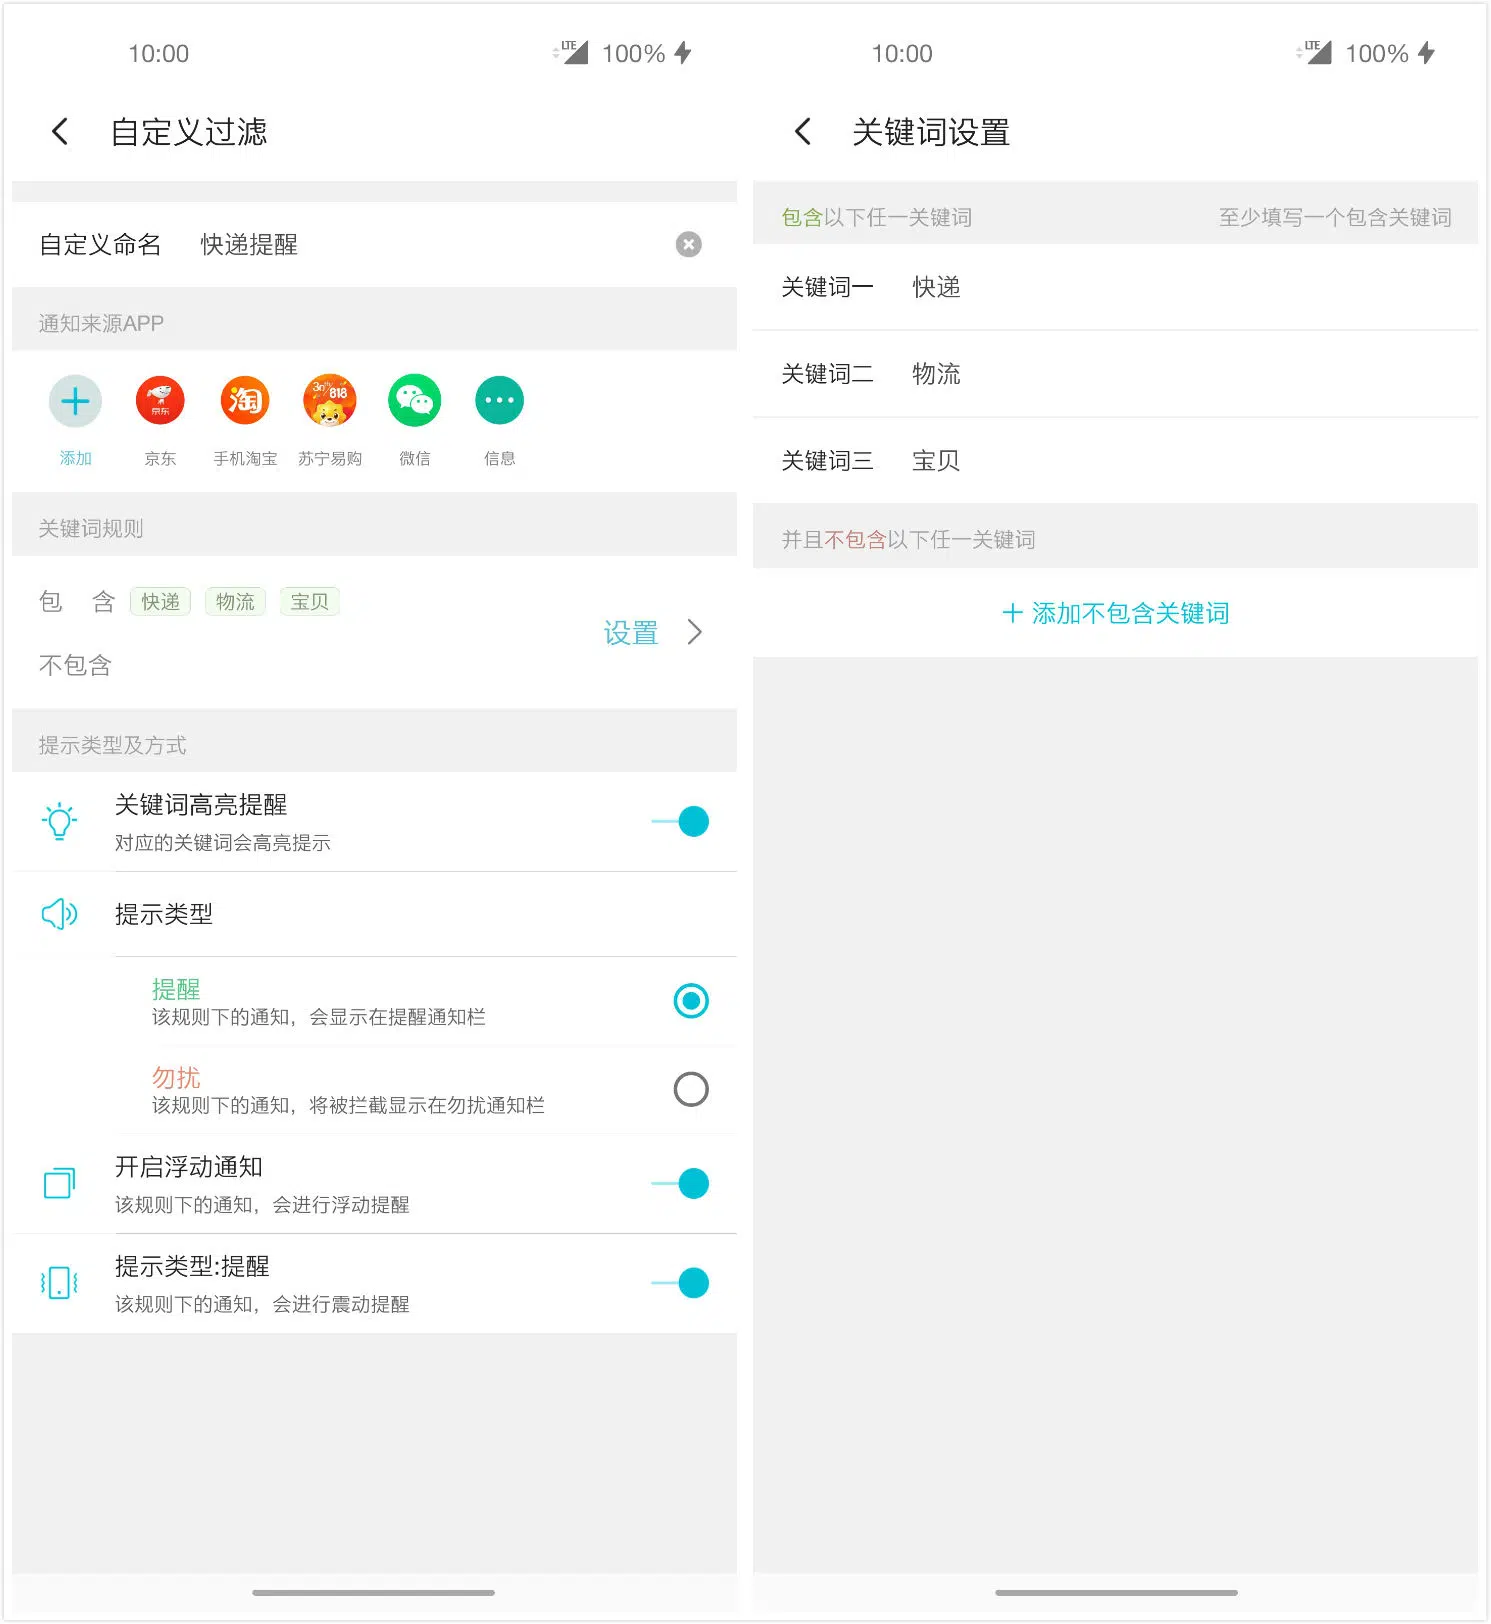 10:00
LTE 100%
自定义过滤
自定义命名 快递提醒
通知来源APP
京东
淘
818
添加 京东 手机淘宝 苏宁易购 微信 信息
关键词规则
包 含 快递 物流 宝贝
设置
不包含
提示类型及方式
关键词高亮提醒
对应的关键词会高亮提示
提示类型
提醒
该规则下的通知，会显示在提醒通知栏
勿扰
该规则下的通知，将被拦截显示在勿扰通知栏
开启浮动通知
该规则下的通知，会进行浮动提醒
提示类型:提醒
该规则下的通知，会进行震动提醒
10:00
LTE 100%
关键词设置
包含以下任一关键词 至少填写一个包含关键词
关键词一 快递
关键词二 物流
关键词三 宝贝
并且不包含以下任一关键词
+ 添加不包含关键词